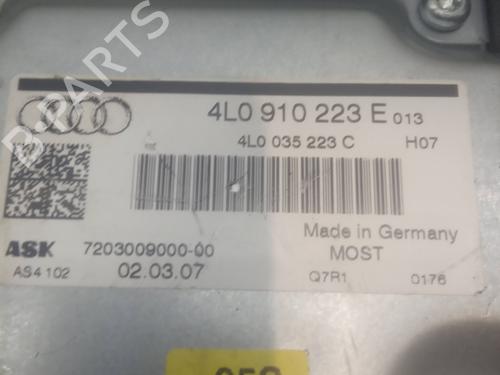 B-PARTS
4L0 910 223 E 013
4L0 035 223 C H07
Made in Germany
ASK 7203009000-00 MOST
AS4 102 02.03.07 Q7R1 0176